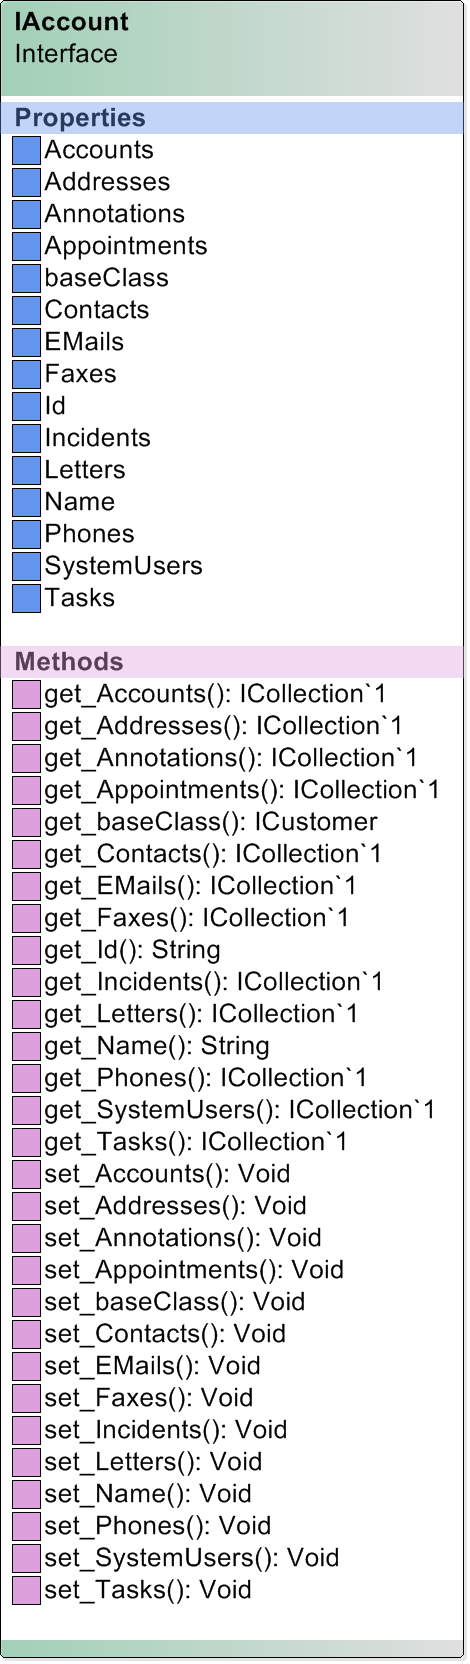 IAccount
Interface
Properties
Accounts
Addresses
Annotations
Appointments
baseClass
Contacts
EMails
Faxes
Id
Incidents
Letters
Name
Phones
SystemUsers
Tasks
Methods
get_Accounts(): ICollection`1
get_Addresses(): ICollection`1
get_Annotations(): ICollection`1
get_Appointments(): ICollection`1
get_baseClass(): ICustomer
get_Contacts(): ICollection`1
get_EMails(): ICollection`1
get_Faxes(): ICollection`1
get_Id(): String
get_Incidents(): ICollection`1
get_Letters(): ICollection`1
get_Name(): String
get_Phones(): ICollection`1
get_SystemUsers(): ICollection`1
get_Tasks(): ICollection`1
set_Accounts(): Void
set_Addresses(): Void
set_Annotations(): Void
set_Appointments(): Void
set_baseClass(): Void
set_Contacts(): Void
set_EMails(): Void
set_Faxes(): Void
set_Incidents(): Void
set_Letters(): Void
set_Name(): Void
set_Phones(): Void
set_SystemUsers(): Void
set_Tasks(): Void